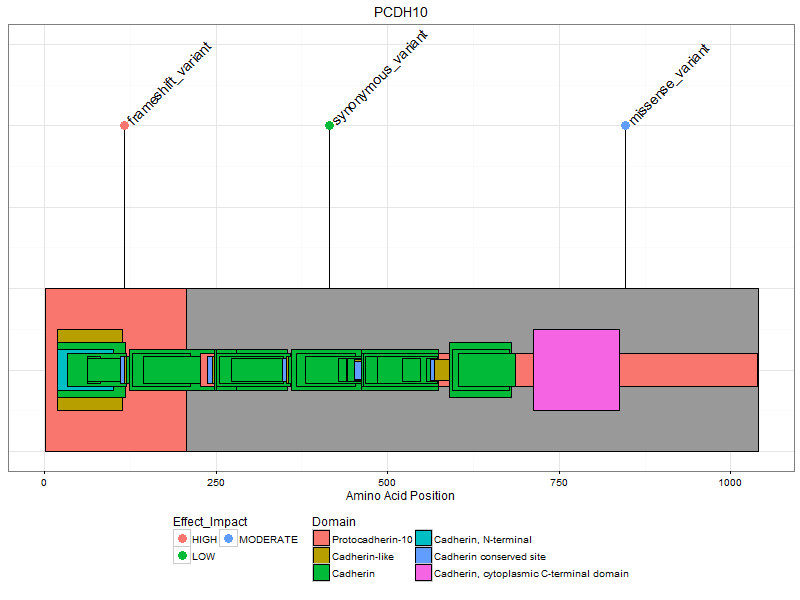 PCDH10
frameshift_variant
synonymous_variant
missense_variant
0 250 500 750 1000
Amino Acid Position
Effect_Impact
HIGH MODERATE
LOW
Domain
Protocadherin-10 Cadherin, N-terminal
Cadherin-like Cadherin conserved site
Cadherin Cadherin, cytoplasmic C-terminal domain